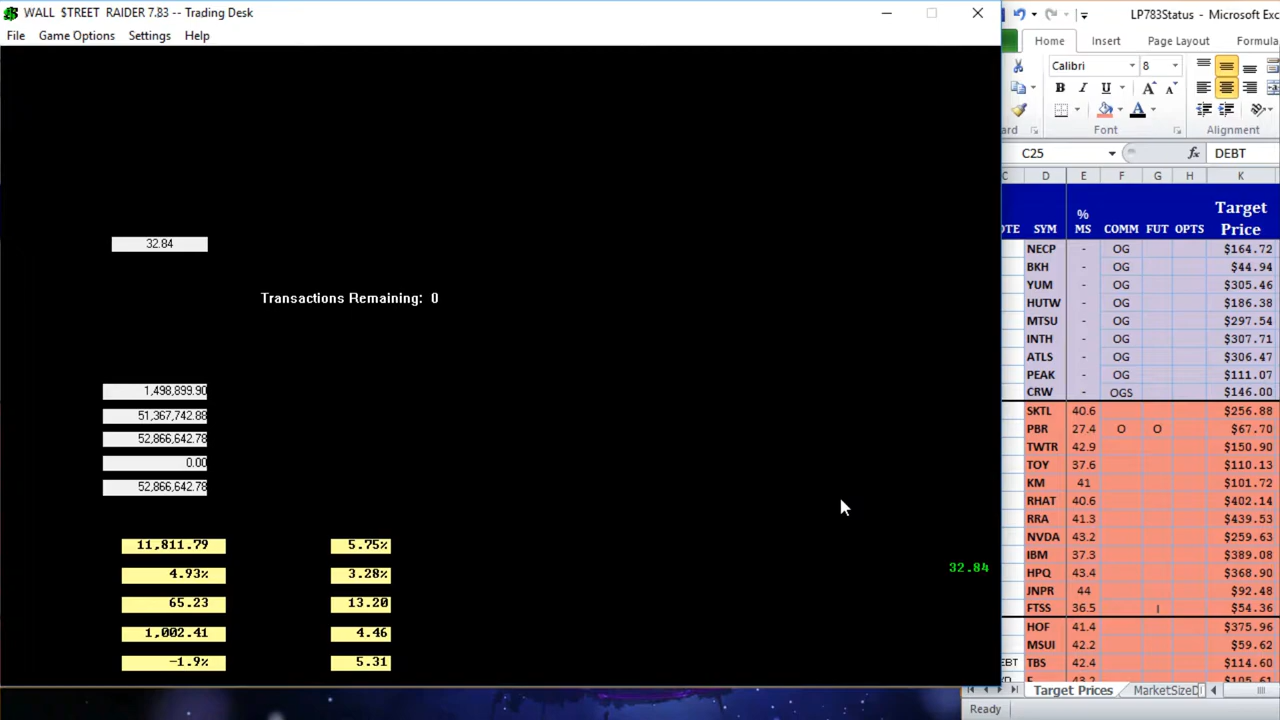 WALL $TREET RAIDER 7.83 -- Trading Desk
File Game Options Settings Help
32.84
Transactions Remaining: 0
1,498,899.90
51,367,742.88
52,866,642.78
0.00
52,866,642.78
11,811.79 5.75%
4.93% 3.28%
65.23 13.20
1,002.41 4.46
-1.9% 5.31
32.84
LP783Status - Microsoft Exc
Home Insert Page Layout Formula
Calibri 8
B I U A A
A
ard Font Alignment
C25 fx DEBT
C D E F G H K
OTE SYM % MS COMM FUT OPTS Target Price
NECP - OG $164.72
BKH - OG $44.94
YUM - OG $305.46
HUTW - OG $186.38
MTSU - OG $297.54
INTH - OG $307.71
ATLS - OG $306.47
PEAK - OG $111.07
CRW - OGS $146.00
SKTL 40.6 $256.88
PBR 27.4 O O $67.70
TWTR 42.9 $150.90
TOY 37.6 $110.13
KM 41 $101.72
RHAT 40.6 $402.14
RRA 41.3 $439.53
NVDA 43.2 $259.63
IBM 37.3 $389.08
HPQ 43.4 $368.90
JNPR 44 $92.48
FTSS 36.5 I $54.36
HOF 41.4 $375.96
MSUI 42.2 $59.62
EBT TBS 42.4 $114.60
Target Prices MarketSizeD
Ready